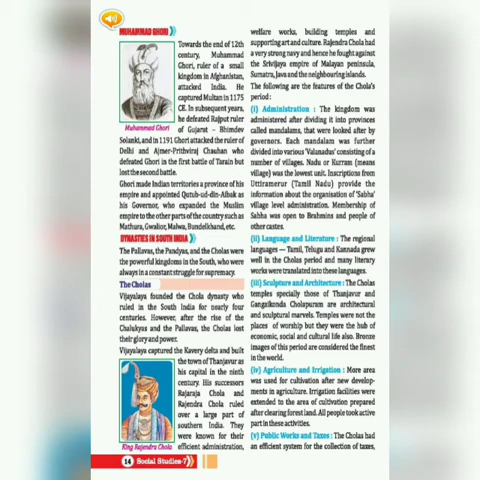 MUHAMMAD GHORI
Towards the end of 12th
century, Muhammad
Ghori, ruler of a small
kingdom in Afghanistan,
attacked India. He
captured Multan in 1175
CE. In subsequent years,
he defeated Rajput ruler
of Gujarat – Bhimdev
Muhammad Ghori
Solanki, and in 1191 Ghori attacked the ruler of
Delhi and Ajmer-Prithviraj Chauhan who
defeated Ghori in the first battle of Tarain but
lost the second battle.
Ghori made Indian territories a province of his
empire and appointed Qutub-ud-din-Aibak as
his Governor, who expanded the Muslim
empire to the other parts of the country such as
Mathura, Gwalior, Malwa, Bundelkhand, etc.
DYNASTIES IN SOUTH INDIA
The Pallavas, the Pandyas, and the Cholas were
the powerful kingdoms in the South, who were
always in a constant struggle for supremacy.
The Cholas
Vijayalaya founded the Chola dynasty who
ruled in the South India for nearly four
centuries. However, after the rise of the
Chalukyas and the Pallavas, the Cholas lost
their glory and power.
Vijayalaya captured the Kavery delta and built
the town of Thanjavur as
his capital in the ninth
century. His successors
Rajaraja Chola and
Rajendra Chola ruled
over a large part of
southern India. They
were known for their
efficient administration,
King Rajendra Chola
welfare works, building temples and
supporting art and culture. Rajendra Chola had
a very strong navy and hence he fought against
the Srivijaya empire of Malayan peninsula,
Sumatra, Java and the neighbouring islands.
The following are the features of the Chola's
period :
(i) Administration : The kingdom was
administered after dividing it into provinces
called mandalams, that were looked after by
governors. Each mandalam was further
divided into various 'Valanadus' consisting of a
number of villages. Nadu or Kurram (means
village) was the lowest unit. Inscriptions from
Uttiramerur (Tamil Nadu) provide the
information about the organisation of 'Sabha'
village level administration. Membership of
Sabha was open to Brahmins and people of
other castes.
(ii) Language and Literature : The regional
languages — Tamil, Telugu and Kannada grew
well in the Cholas period and many literary
works were translated into these languages.
(iii) Sculpture and Architecture : The Cholas
temples specially those of Thanjavur and
Gangaikonda Cholapuram are architectural
and sculptural marvels. Temples were not the
places of worship but they were the hub of
economic, social and cultural life also. Bronze
images of this period are considered the finest
in the world.
(iv) Agriculture and Irrigation : More area
was used for cultivation after new develop-
ments in agriculture. Irrigation facilities were
extended to the area of cultivation prepared
after clearing forest land. All people took active
part in these activities.
(v) Public Works and Taxes : The Cholas had
an efficient system for the collection of taxes,
14 Social Studies-7